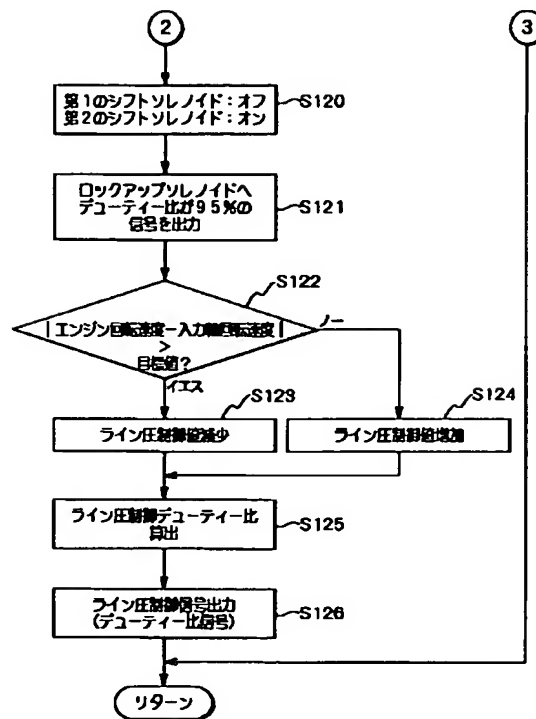 2
3
第1のシフトソレノイド：オフ
第2のシフトソレノイド：オン
S120
ロックアップソレノイドへ
デューティー比が95%の
信号を出力
S121
S122
|エンジン回転速度－入力軸回転速度|
>
目標値？
ノー
イエス
S123
S124
ライン圧制御値減少
ライン圧制御値増加
ライン圧制御デューティー比
算出
S125
ライン圧制御信号出力
(デューティー比信号)
S126
リターン